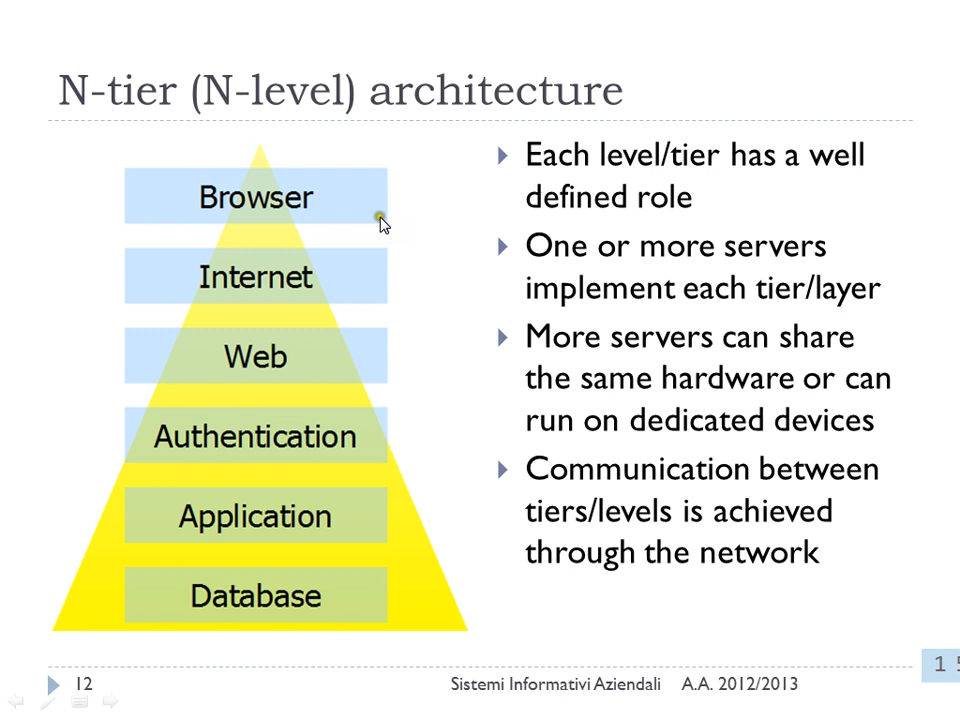 N-tier (N-level) architecture
Browser
Internet
Web
Authentication
Application
Database
Each level/tier has a well
defined role
One or more servers
implement each tier/layer
More servers can share
the same hardware or can
run on dedicated devices
Communication between
tiers/levels is achieved
through the network
12
Sistemi Informativi Aziendali A.A. 2012/2013